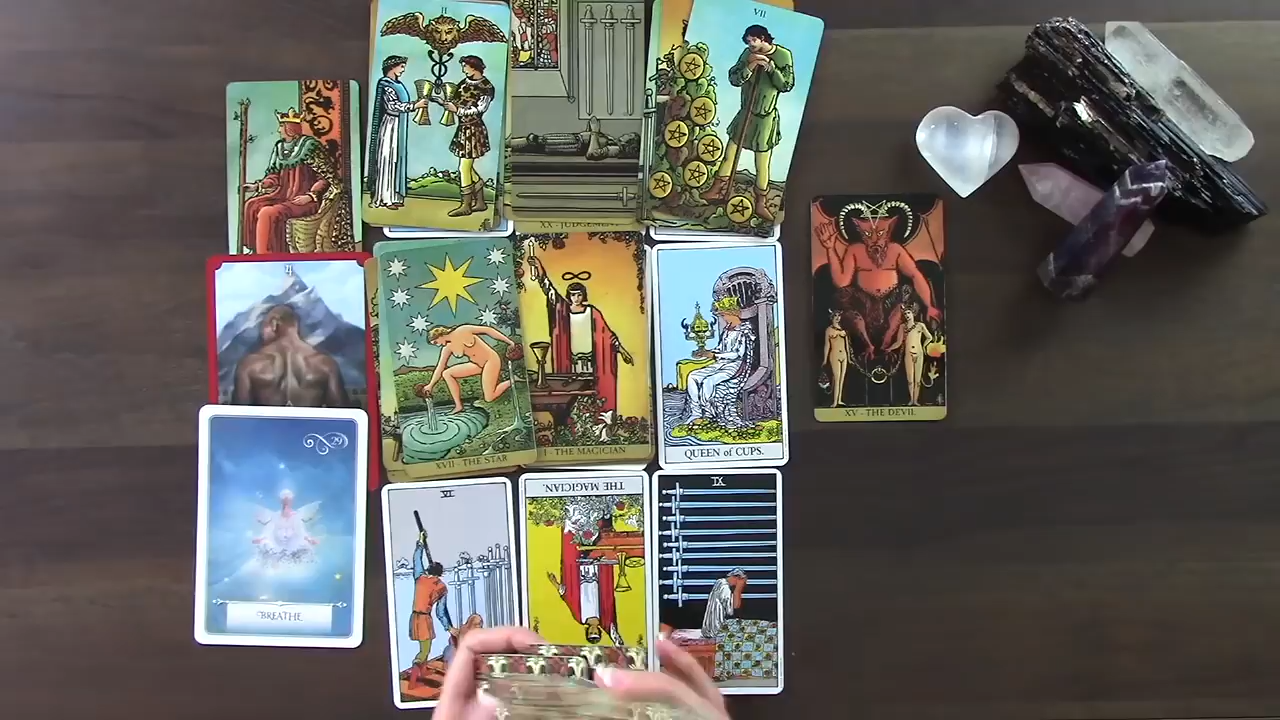 II
VII
XX - JUDGEMENT
XVII - THE STAR
I - THE MAGICIAN
QUEEN of CUPS.
XV - THE DEVIL
29
BREATHE
VI
THE MAGICIAN.
IX